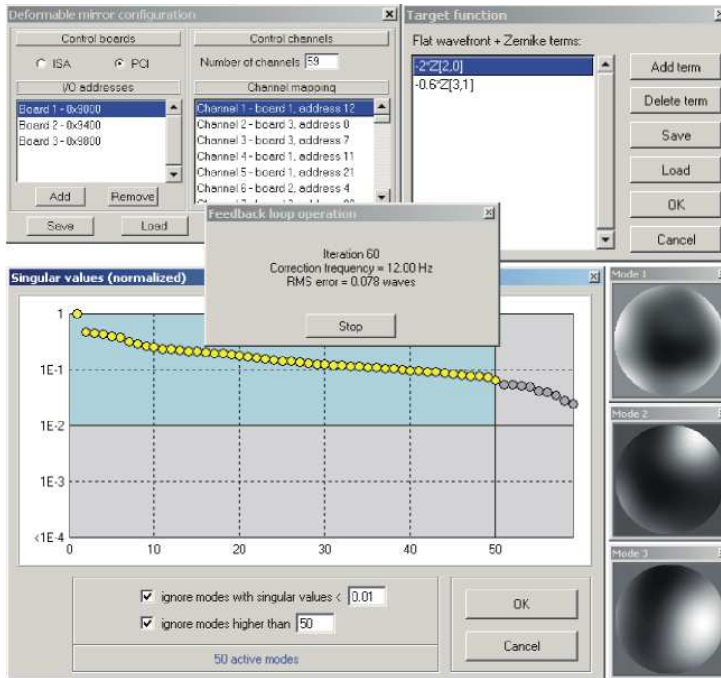 Deformable mirror configuration
Control boards
ISA
PCI
I/O addresses
Board 1 - 0x9000
Board 2 - 0x9400
Board 3 - 0x9800
Add
Remove
Save
Load
Control channels
Number of channels 59
Channel mapping
Channel 1 - board 1, address 12
Channel 2 - board 3, address 0
Channel 3 - board 3, address 7
Channel 4 - board 1, address 11
Channel 5 - board 1, address 21
Channel 6 - board 2, address 4
Target function
Flat wavefront + Zernike terms:
-2*Z[2,0]
-0.6*Z[3,1]
Add term
Delete term
Save
Load
OK
Cancel
Feedback loop operation
Iteration 60
Correction frequency = 12.00 Hz
RMS error = 0.078 waves
Stop
Singular values (normalized)
1
1E-1
1E-2
1E-3
<1E-4
0 10 20 30 40 50
ignore modes with singular values < 0.01
ignore modes higher than 50
50 active modes
OK
Cancel
Mode 1
Mode 2
Mode 3